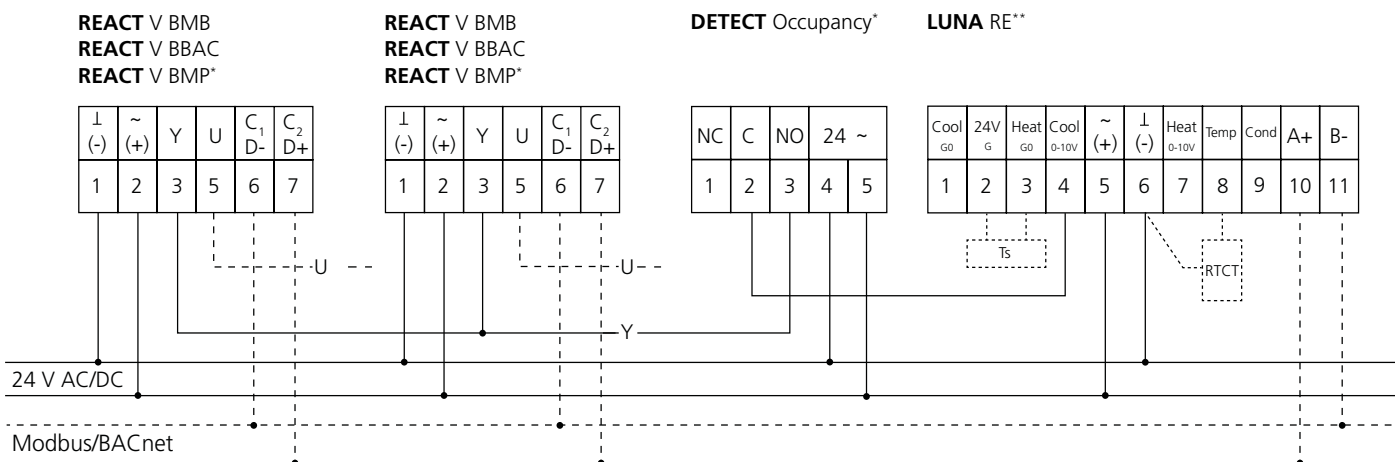 REACT V BMB
REACT V BBAC
REACT V BMP*
REACT V BMB
REACT V BBAC
REACT V BMP*
DETECT Occupancy*
LUNA RE**
⊥ ~ Y U C₁ C₂
(-) (+) D- D+
1 2 3 5 6 7
⊥ ~ Y U C₁ C₂
(-) (+) D- D+
1 2 3 5 6 7
NC C NO 24 ~
1 2 3 4 5
Cool 24V Heat Cool ~ ⊥ Heat Temp Cond A+ B-
G0 G G0 0-10V (+) (-) 0-10V
1 2 3 4 5 6 7 8 9 10 11
Ts
RTCT
U
U
Y
24 V AC/DC
Modbus/BACnet